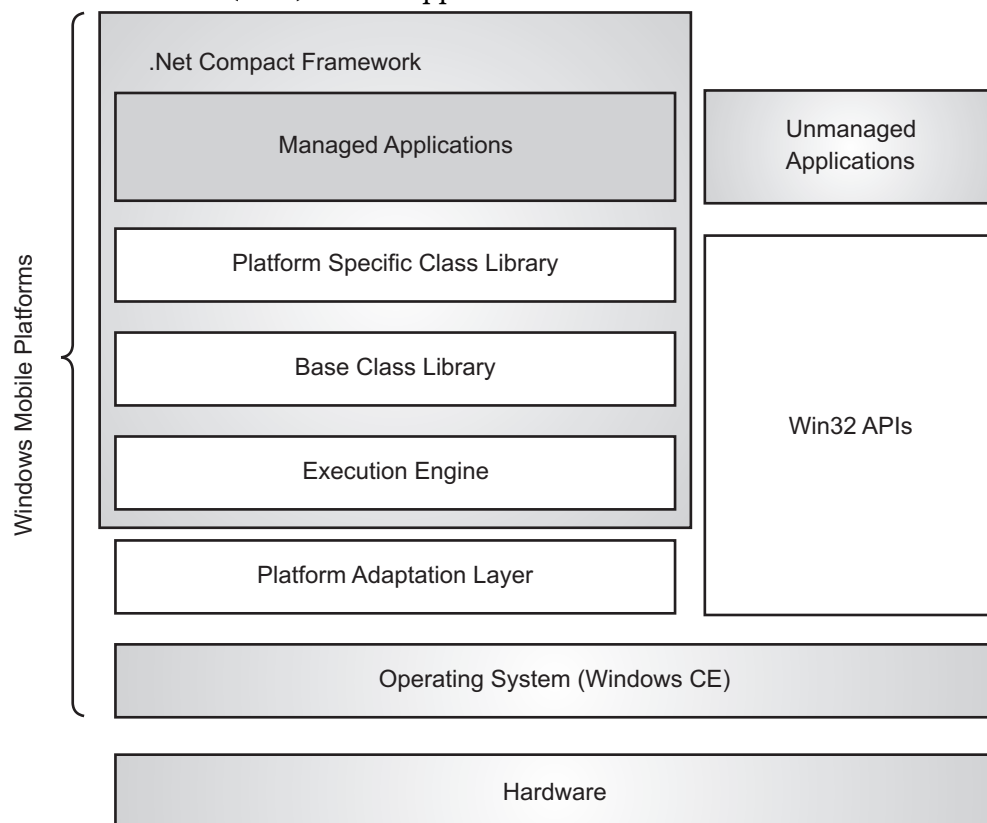 .Net Compact Framework
Managed Applications
Unmanaged
Applications
Platform Specific Class Library
Base Class Library
Win32 APIs
Execution Engine
Platform Adaptation Layer
Operating System (Windows CE)
Hardware
Windows Mobile Platforms